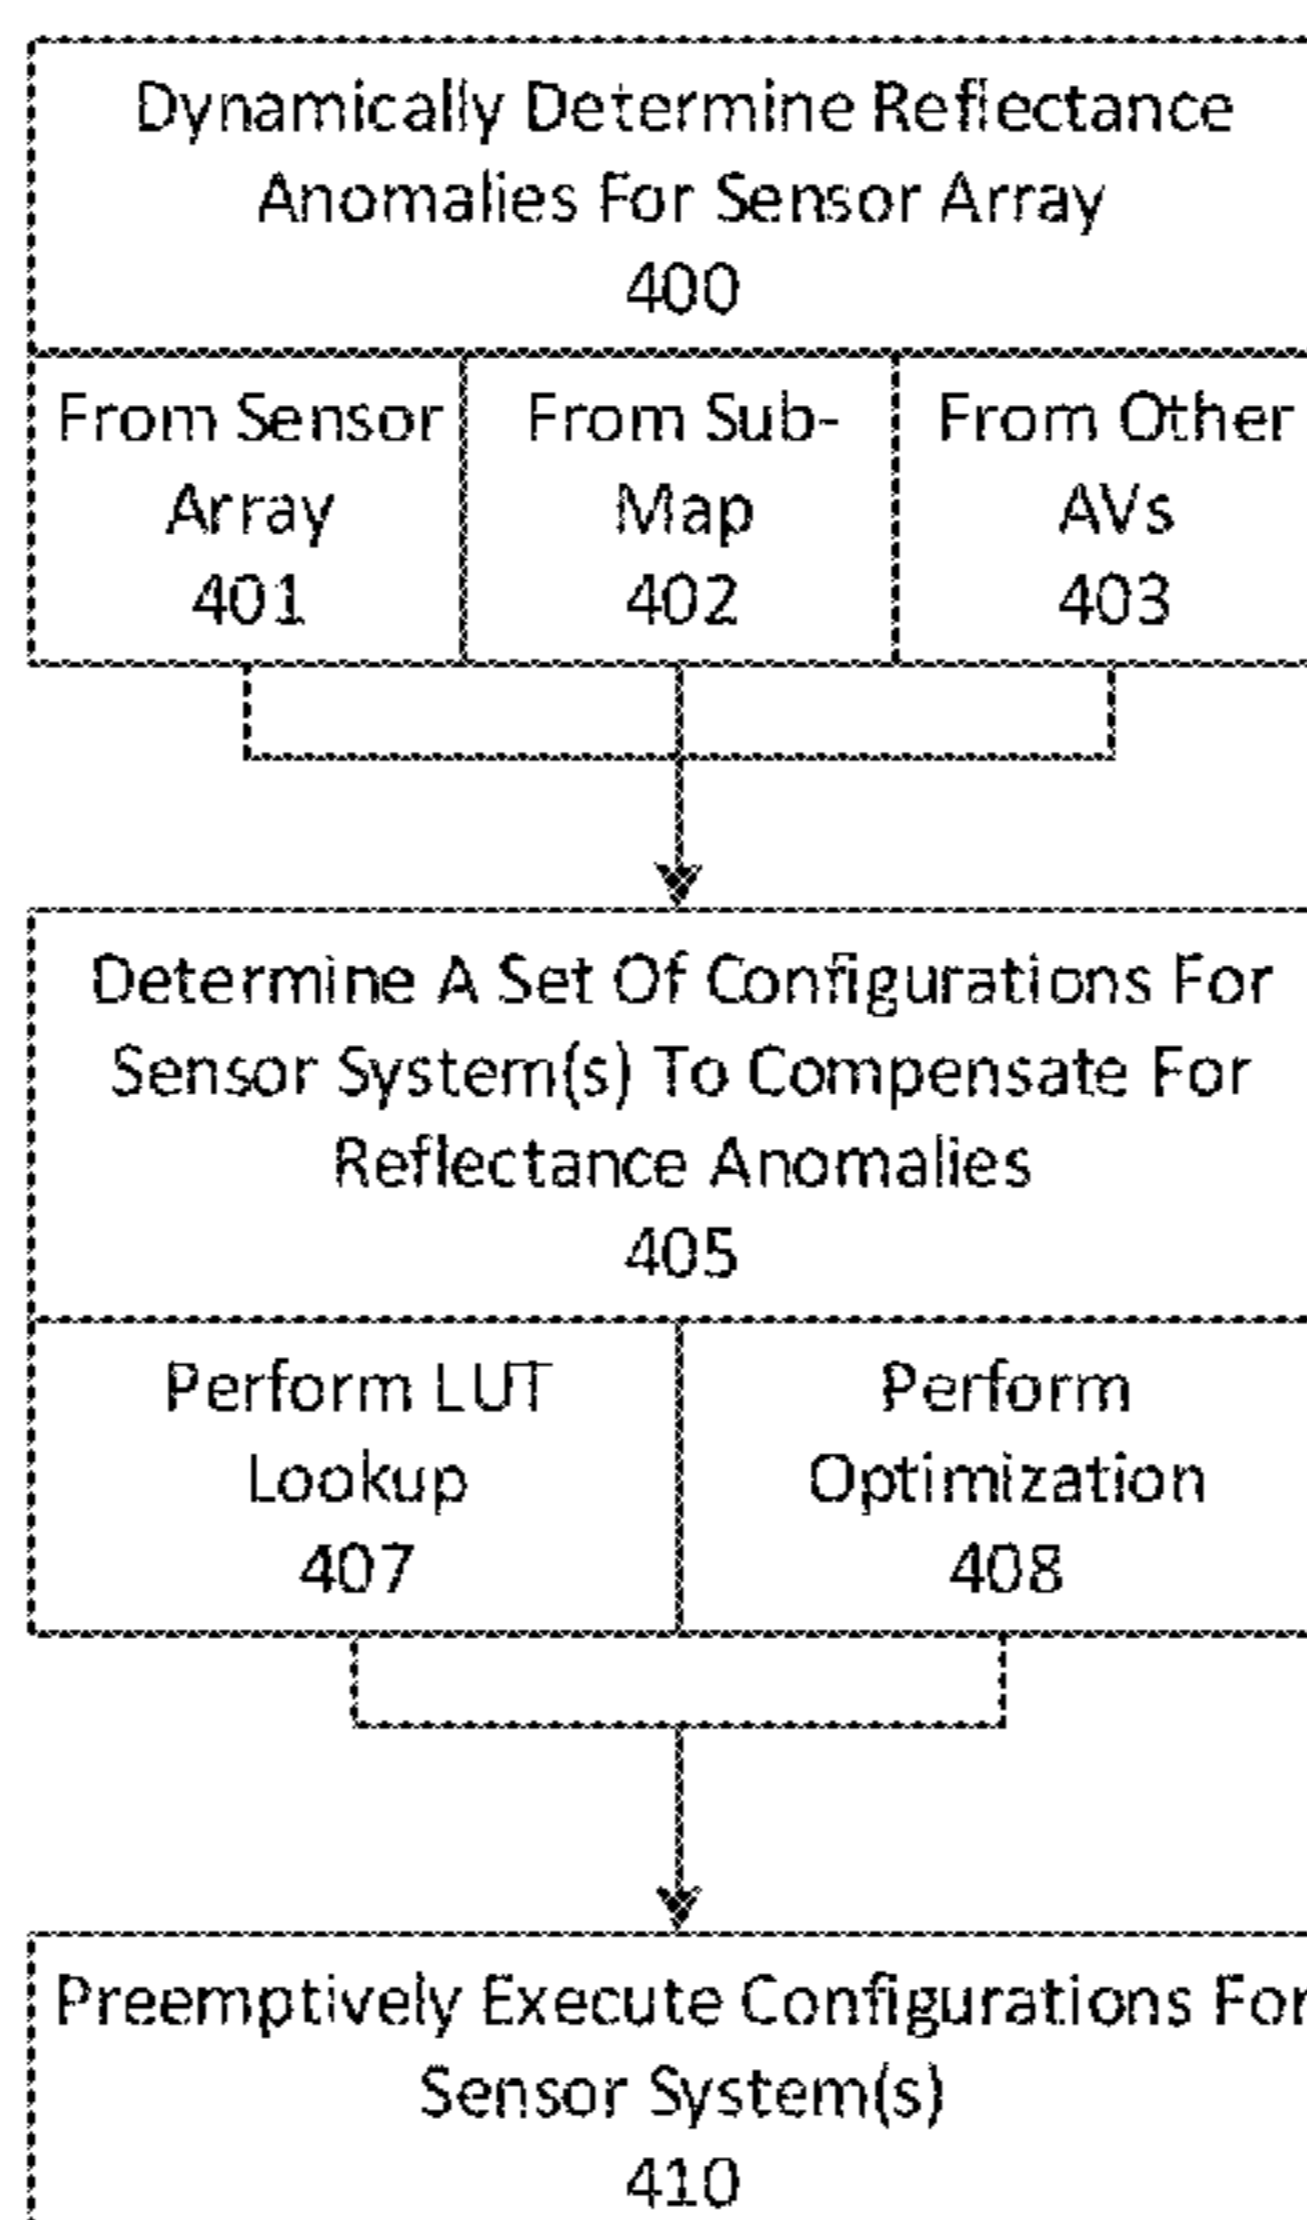 Dynamically Determine Reflectance
Anomalies For Sensor Array
400
From Sensor
Array
401
From Sub-
Map
402
From Other
AVs
403
Determine A Set Of Configurations For
Sensor System(s) To Compensate For
Reflectance Anomalies
405
Perform LUT
Lookup
407
Perform
Optimization
408
Preemptively Execute Configurations For
Sensor System(s)
410